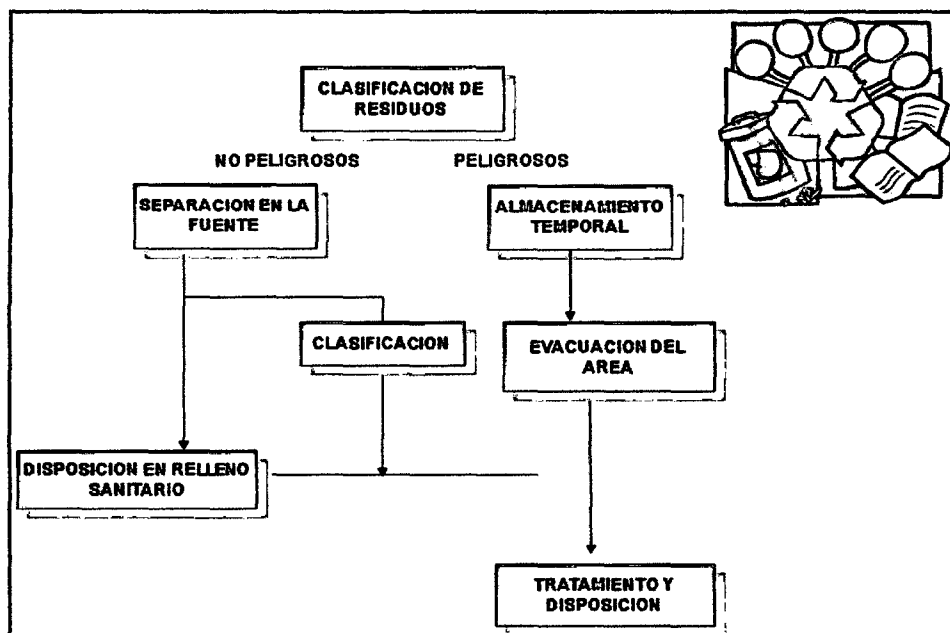 CLASIFICACION DE
RESIDUOS
NO PELIGROSOS
PELIGROSOS
SEPARACION EN LA
FUENTE
ALMACENAMIENTO
TEMPORAL
CLASIFICACION
EVACUACION DEL
AREA
DISPOSICION EN RELLENO
SANITARIO
TRATAMIENTO Y
DISPOSICION